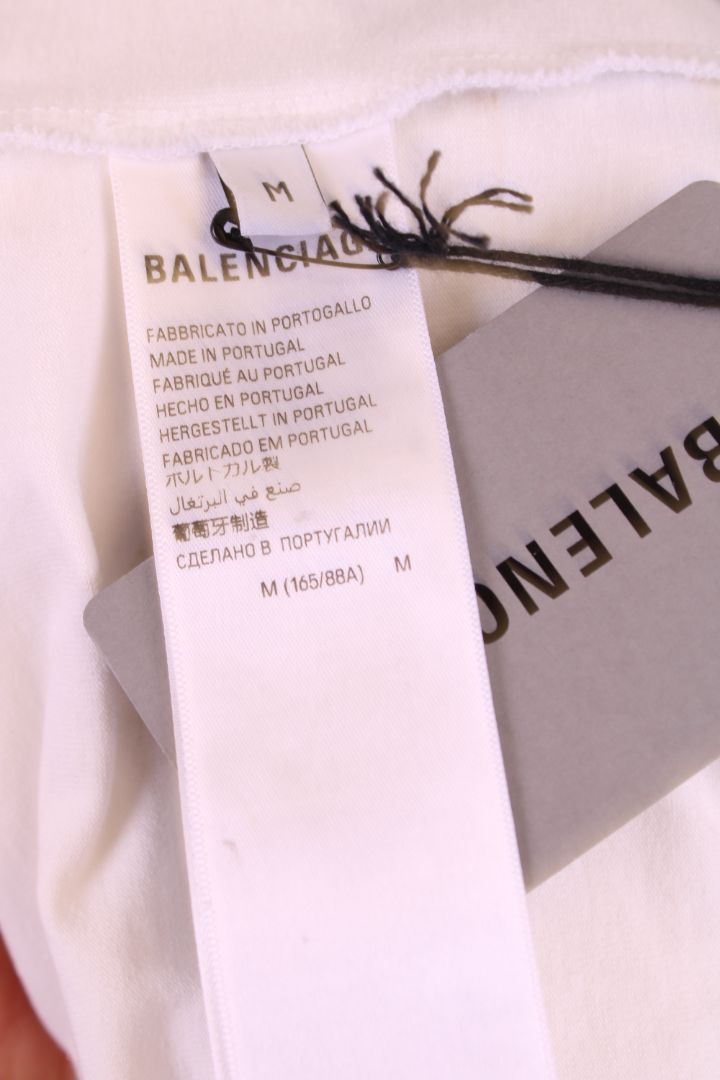 M
BALENCIAG
FABBRICATO IN PORTOGALLO
MADE IN PORTUGAL
FABRIQUÉ AU PORTUGAL
HECHO EN PORTUGAL
HERGESTELLT IN PORTUGAL
FABRICADO EM PORTUGAL
ポルトガル製
صنع في البرتغال
葡萄牙制造
СДЕЛАНО В ПОРТУГАЛИИ
M (165/88A) M
BALENC